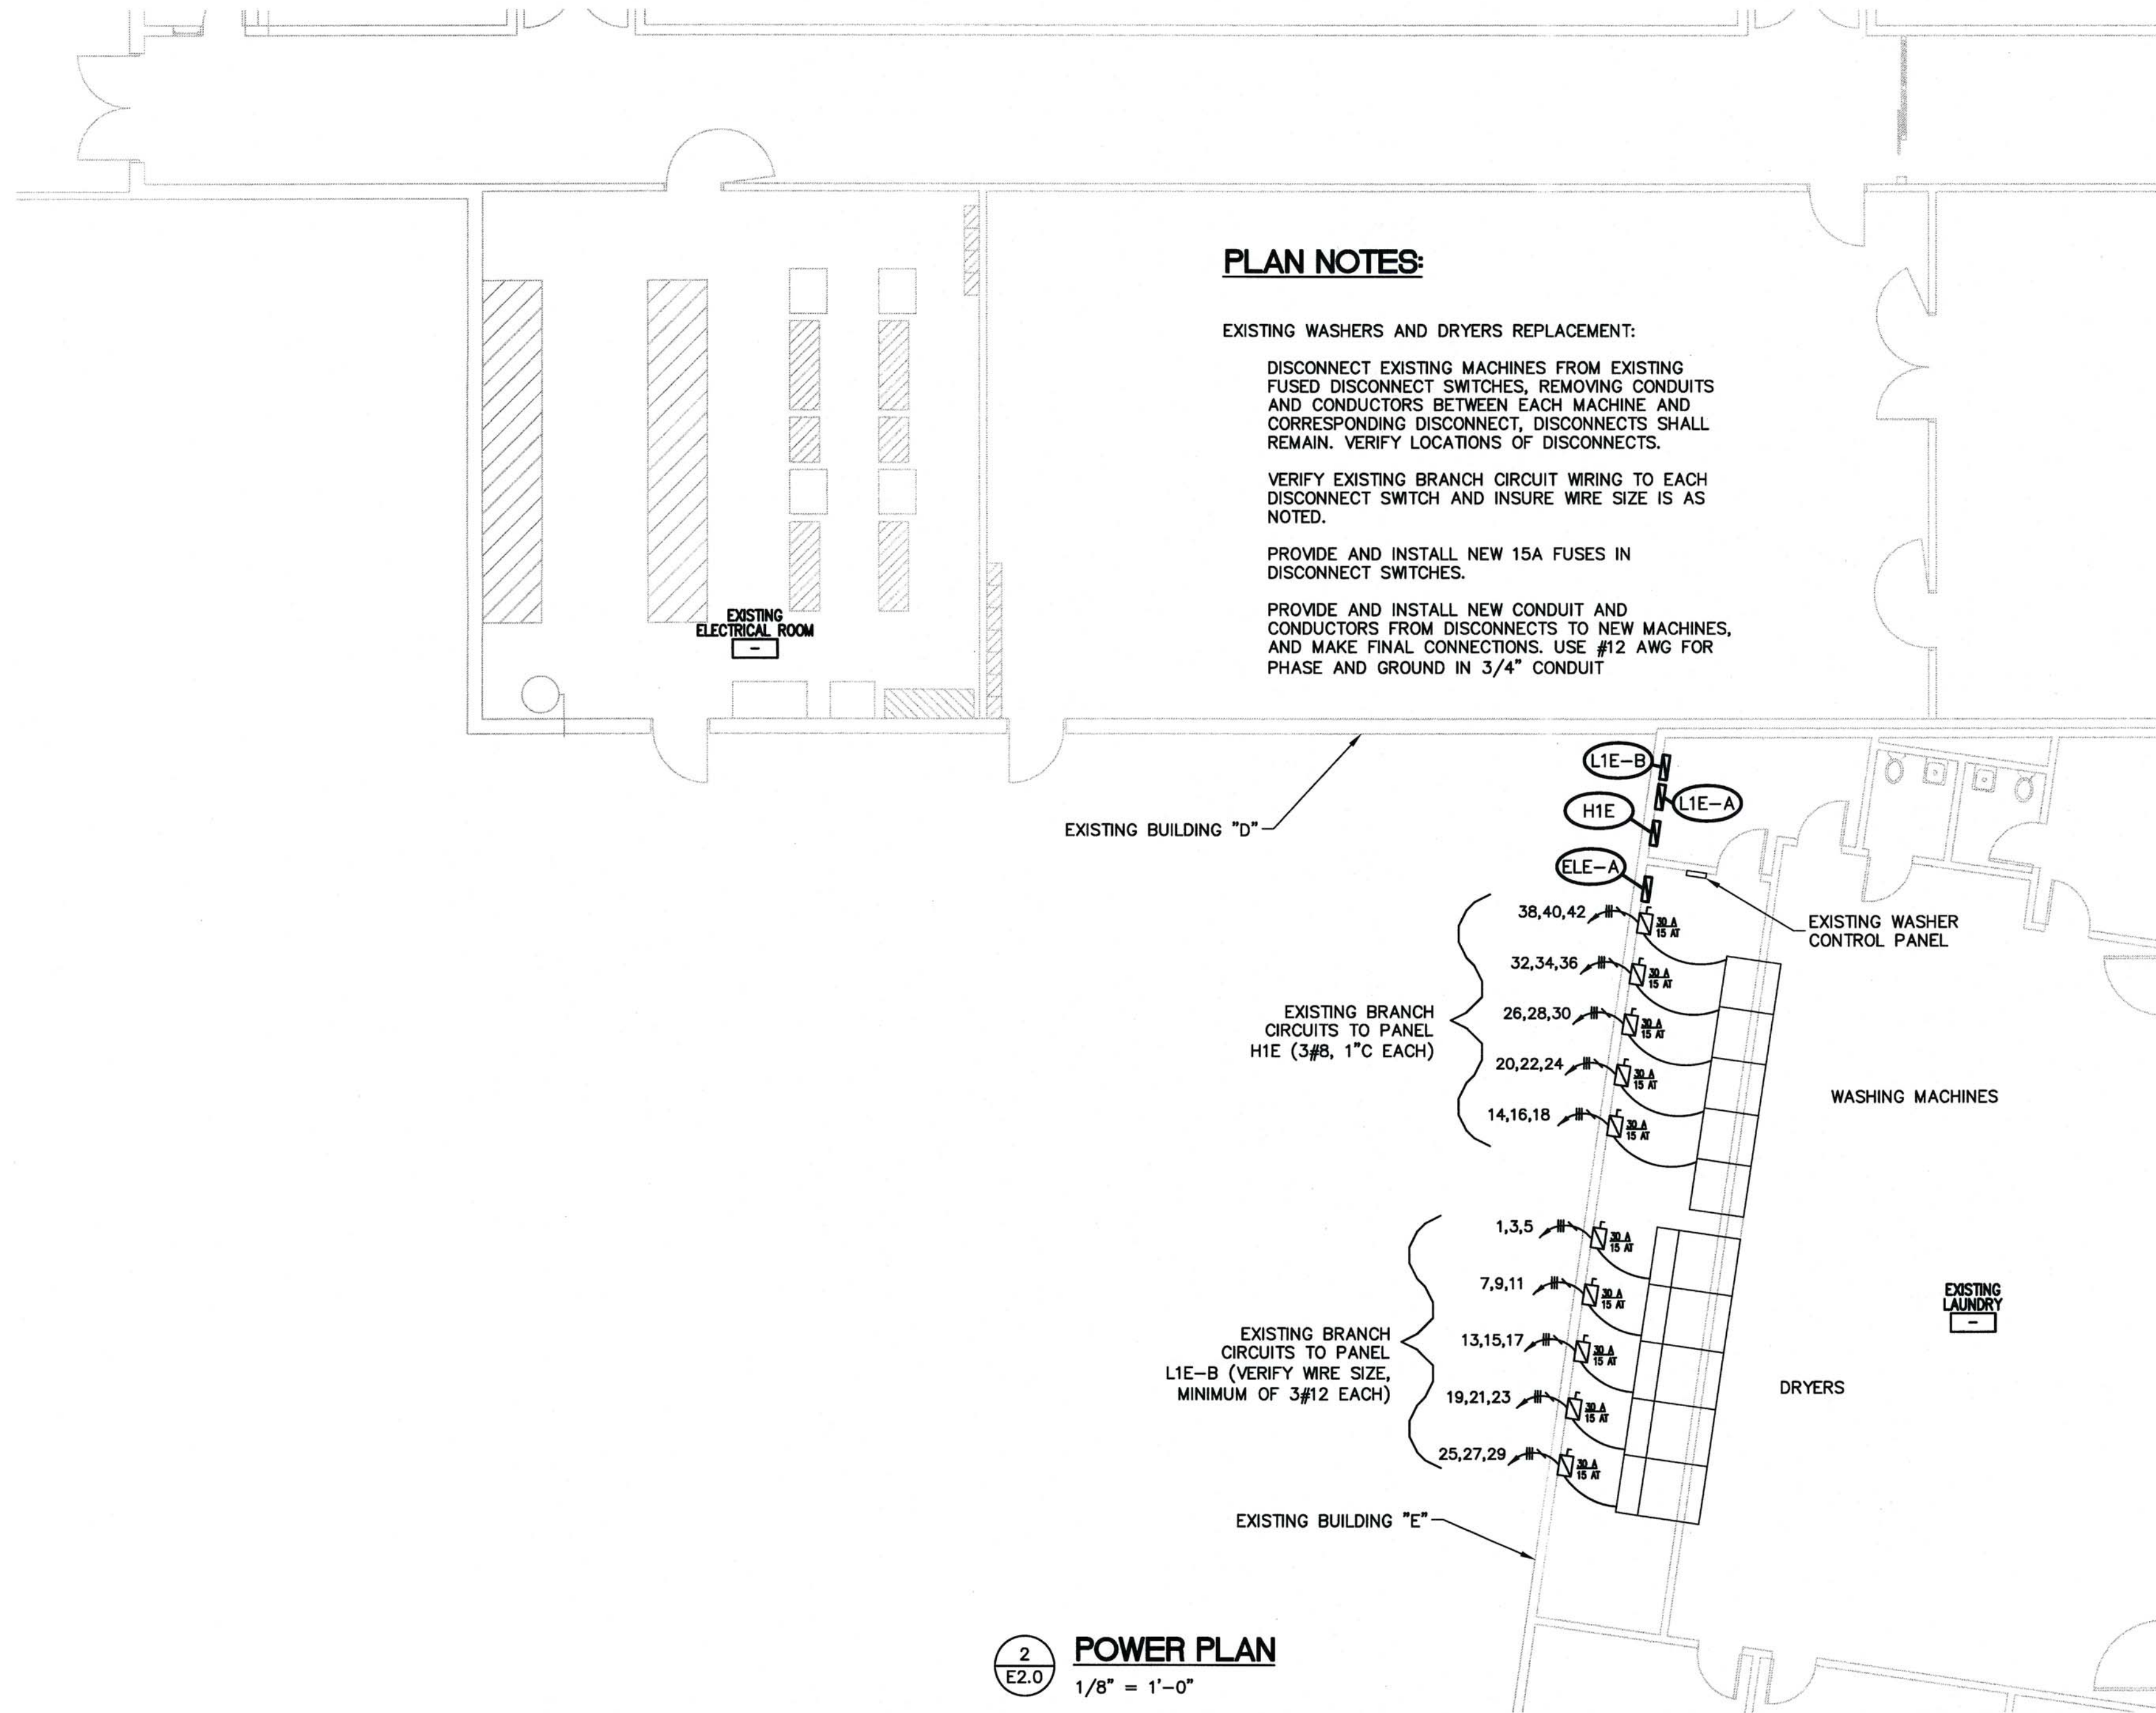 PLAN NOTES:
EXISTING WASHERS AND DRYERS REPLACEMENT:
DISCONNECT EXISTING MACHINES FROM EXISTING
FUSED DISCONNECT SWITCHES, REMOVING CONDUITS
AND CONDUCTORS BETWEEN EACH MACHINE AND
CORRESPONDING DISCONNECT, DISCONNECTS SHALL
REMAIN. VERIFY LOCATIONS OF DISCONNECTS.
VERIFY EXISTING BRANCH CIRCUIT WIRING TO EACH
DISCONNECT SWITCH AND INSURE WIRE SIZE IS AS
NOTED.
PROVIDE AND INSTALL NEW 15A FUSES IN
DISCONNECT SWITCHES.
PROVIDE AND INSTALL NEW CONDUIT AND
CONDUCTORS FROM DISCONNECTS TO NEW MACHINES,
AND MAKE FINAL CONNECTIONS. USE #12 AWG FOR
PHASE AND GROUND IN 3/4" CONDUIT
EXISTING
ELECTRICAL ROOM
-
L1E-B
L1E-A
H1E
EXISTING BUILDING "D"
ELE-A
EXISTING WASHER
CONTROL PANEL
38,40,42
30 A
15 AT
32,34,36
30 A
15 AT
26,28,30
30 A
15 AT
20,22,24
30 A
15 AT
14,16,18
30 A
15 AT
EXISTING BRANCH
CIRCUITS TO PANEL
H1E (3#8, 1"C EACH)
WASHING MACHINES
1,3,5
30 A
15 AT
7,9,11
30 A
15 AT
13,15,17
30 A
15 AT
19,21,23
30 A
15 AT
25,27,29
30 A
15 AT
EXISTING BRANCH
CIRCUITS TO PANEL
L1E-B (VERIFY WIRE SIZE,
MINIMUM OF 3#12 EACH)
EXISTING
LAUNDRY
-
DRYERS
EXISTING BUILDING "E"
2
E2.0
POWER PLAN
1/8" = 1'-0"